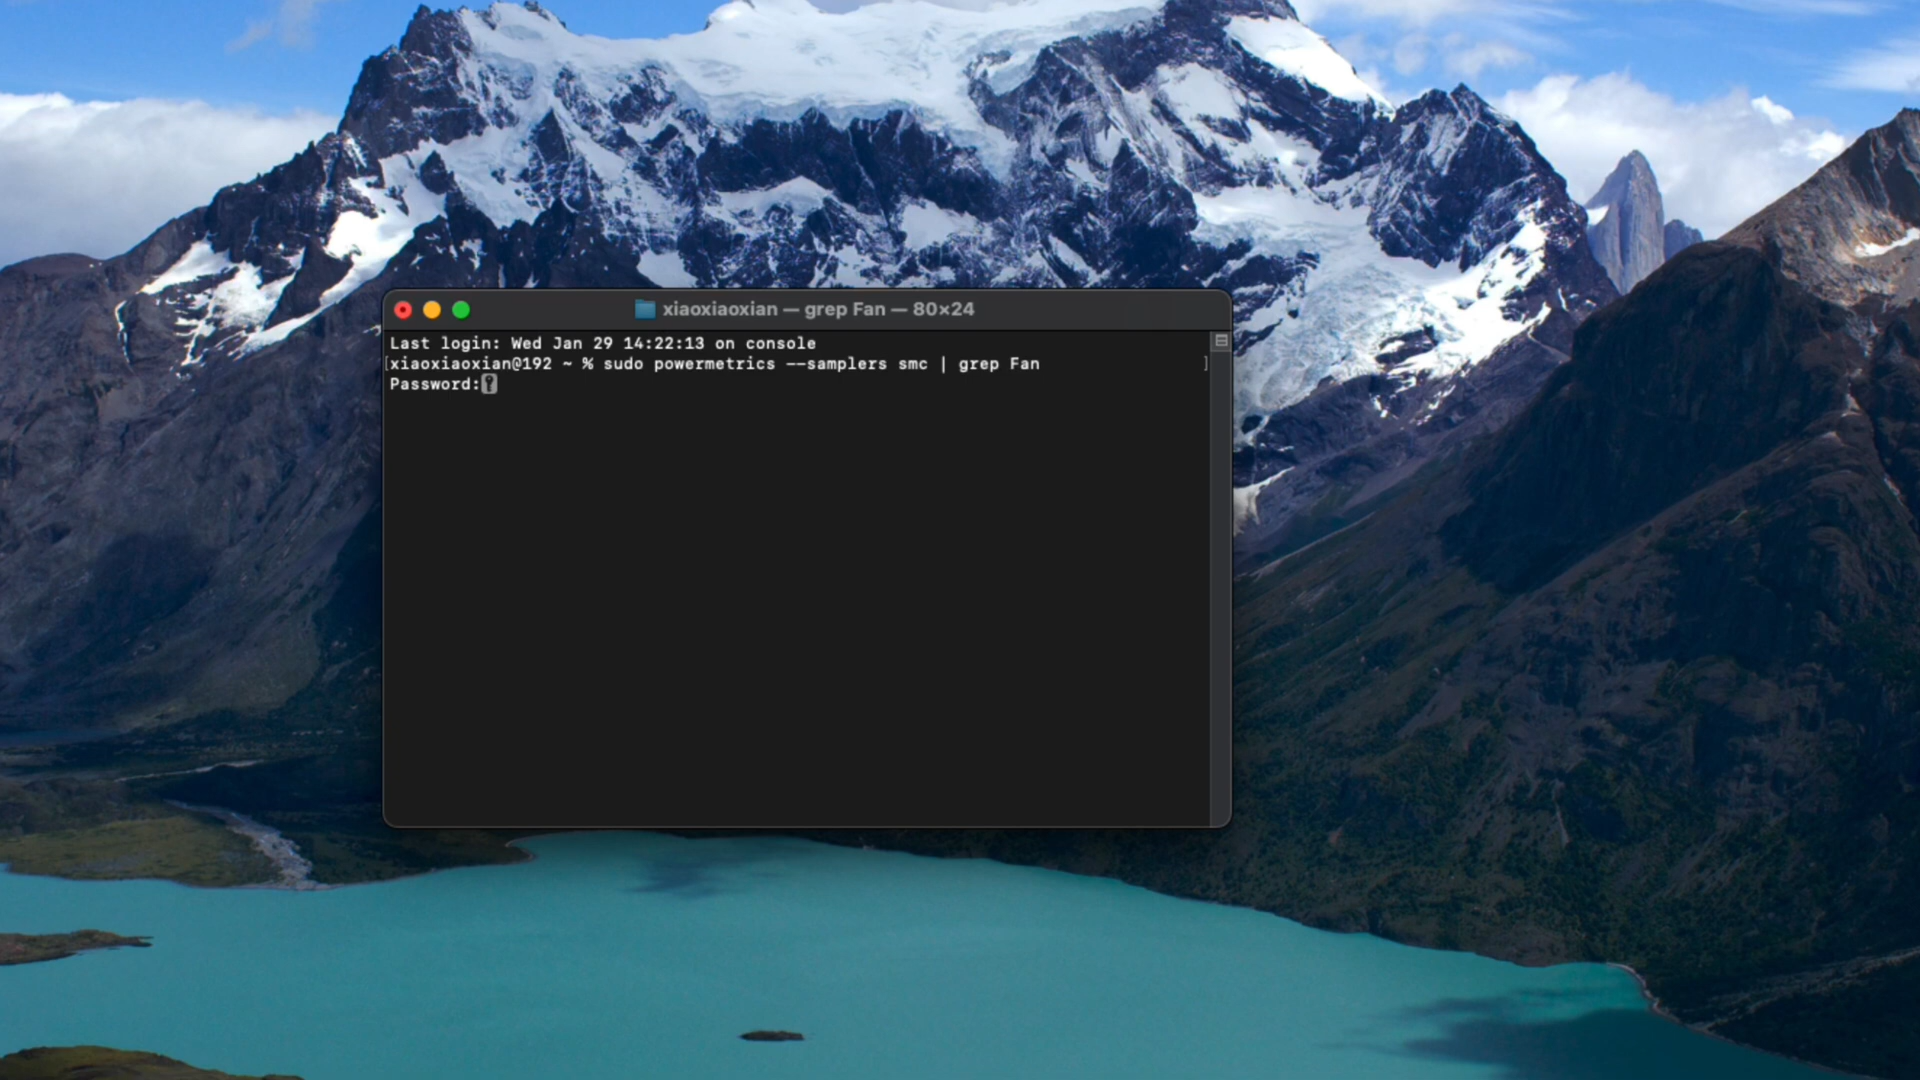 xiaoxiaoxian — grep Fan — 80×24
Last login: Wed Jan 29 14:22:13 on console
[xiaoxiaoxian@192 ~ % sudo powermetrics --samplers smc | grep Fan ]
Password: